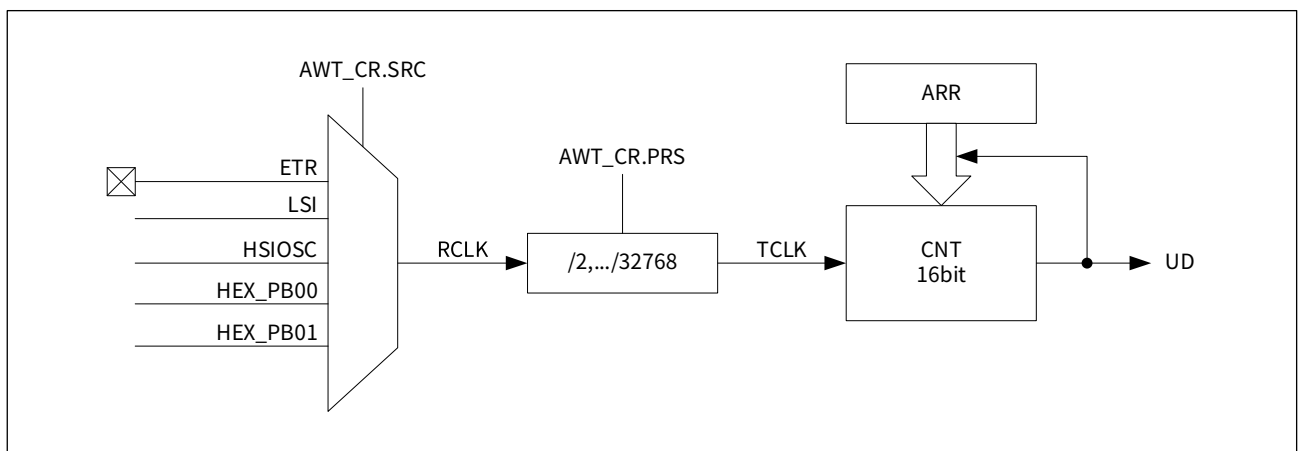 AWT_CR.SRC
ARR
AWT_CR.PRS
ETR
LSI
HSIOSC
HEX_PB00
HEX_PB01
RCLK
/2,.../32768
TCLK
CNT
16bit
UD